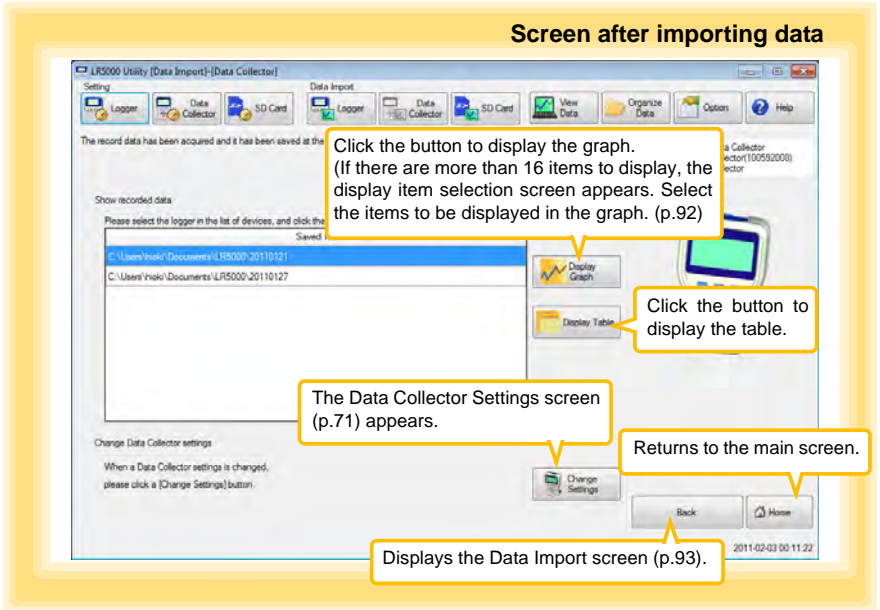 Screen after importing data
LR5000 Utility [Data Import]-[Data Collector]
Setting
Data Import
Logger
Data
Collector
SD Card
Logger
Data
Collector
SD Card
View
Data
Organize
Data
Option
Help
The record data has been acquired and it has been saved at the
Click the button to display the graph.
(If there are more than 16 items to display, the
display item selection screen appears. Select
the items to be displayed in the graph. (p.92)
a Collector
ector(100592008)
ector
Show recorded data
Please select the logger in the list of devices, and click the
Saved
C:\Users\hioki\Documents\LR5000\20110121
C:\Users\hioki\Documents\LR5000\20110127
Display
Graph
Display Table
Click the button to
display the table.
The Data Collector Settings screen
(p.71) appears.
Change Data Collector settings
When a Data Collector settings is changed,
please click a [Change Settings] button
Change
Settings
Returns to the main screen.
Back
Home
Displays the Data Import screen (p.93).
2011-02-03 00:11:22